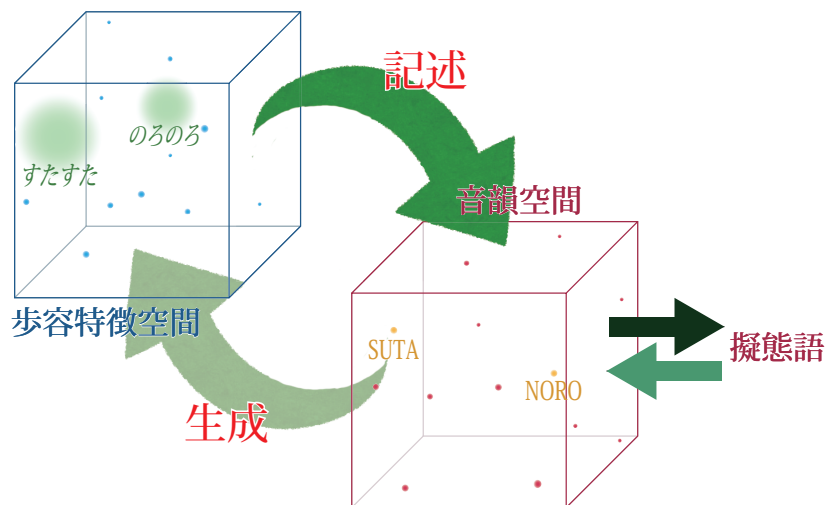 記述
のろのろ
すたすた
音韻空間
歩容特徴空間
SUTA
擬態語
NORO
生成